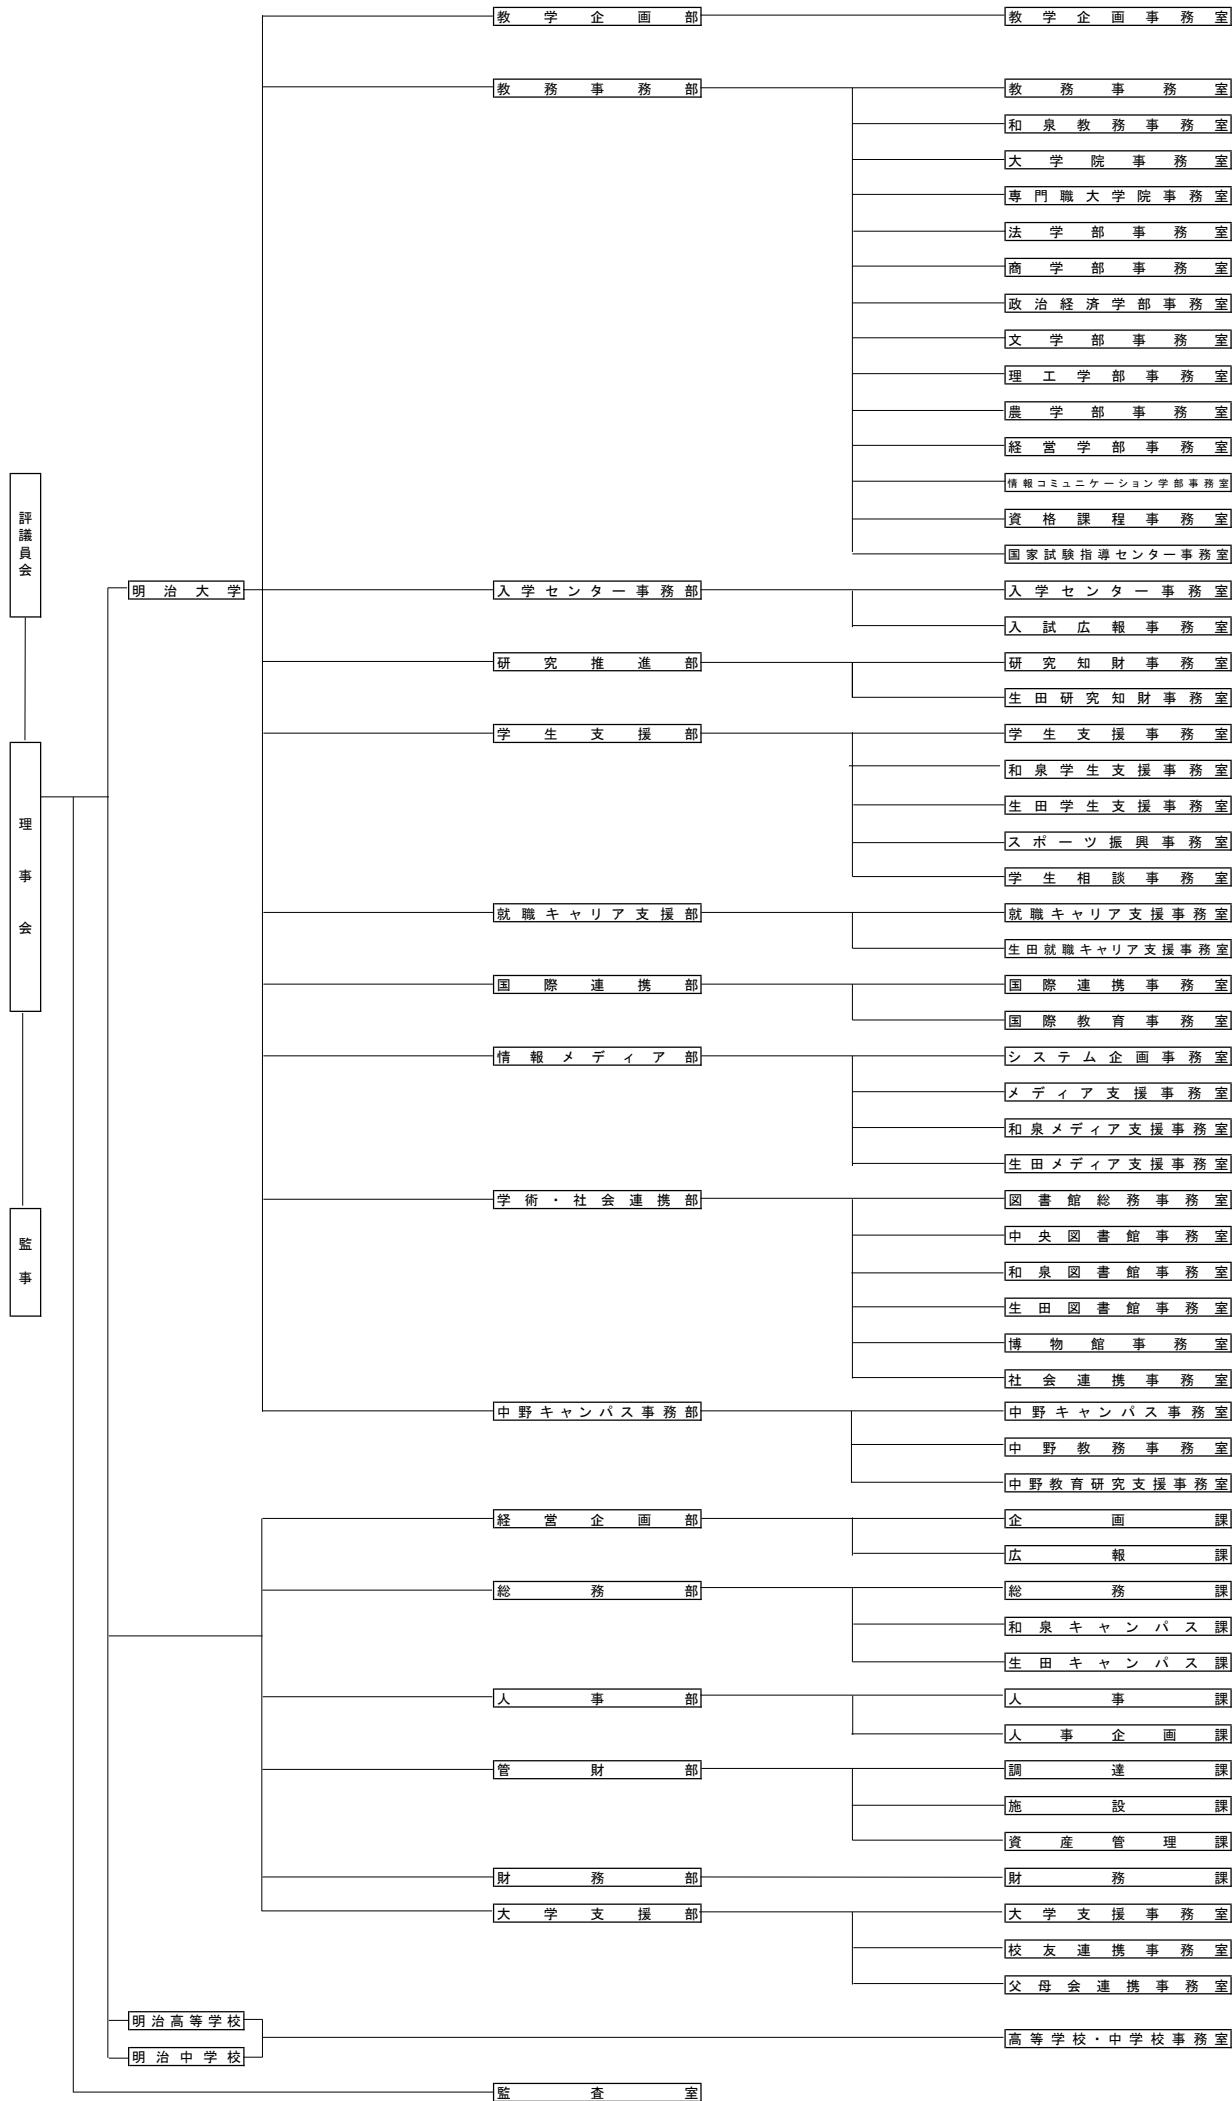 評議員会
理事会
監事
明治大学
教学企画部
教学企画事務室
教務事務部
教務事務室
和泉教務事務室
大学院事務室
専門職大学院事務室
法学部事務室
商学部事務室
政治経済学部事務室
文学部事務室
理工学部事務室
農学部事務室
経営学部事務室
情報コミュニケーション学部事務室
資格課程事務室
国家試験指導センター事務室
入学センター事務部
入学センター事務室
入試広報事務室
研究推進部
研究知財事務室
生田研究知財事務室
学生支援部
学生支援事務室
和泉学生支援事務室
生田学生支援事務室
スポーツ振興事務室
学生相談事務室
就職キャリア支援部
就職キャリア支援事務室
生田就職キャリア支援事務室
国際連携部
国際連携事務室
国際教育事務室
情報メディア部
システム企画事務室
メディア支援事務室
和泉メディア支援事務室
生田メディア支援事務室
学術・社会連携部
図書館総務事務室
中央図書館事務室
和泉図書館事務室
生田図書館事務室
博物館事務室
社会連携事務室
中野キャンパス事務部
中野キャンパス事務室
中野教務事務室
中野教育研究支援事務室
経営企画部
企画課
広報課
総務部
総務課
和泉キャンパス課
生田キャンパス課
人事部
人事課
人事企画課
管財部
調達課
施設課
資産管理課
財務部
財務課
大学支援部
大学支援事務室
校友連携事務室
父母会連携事務室
明治高等学校
明治中学校
高等学校・中学校事務室
監査室